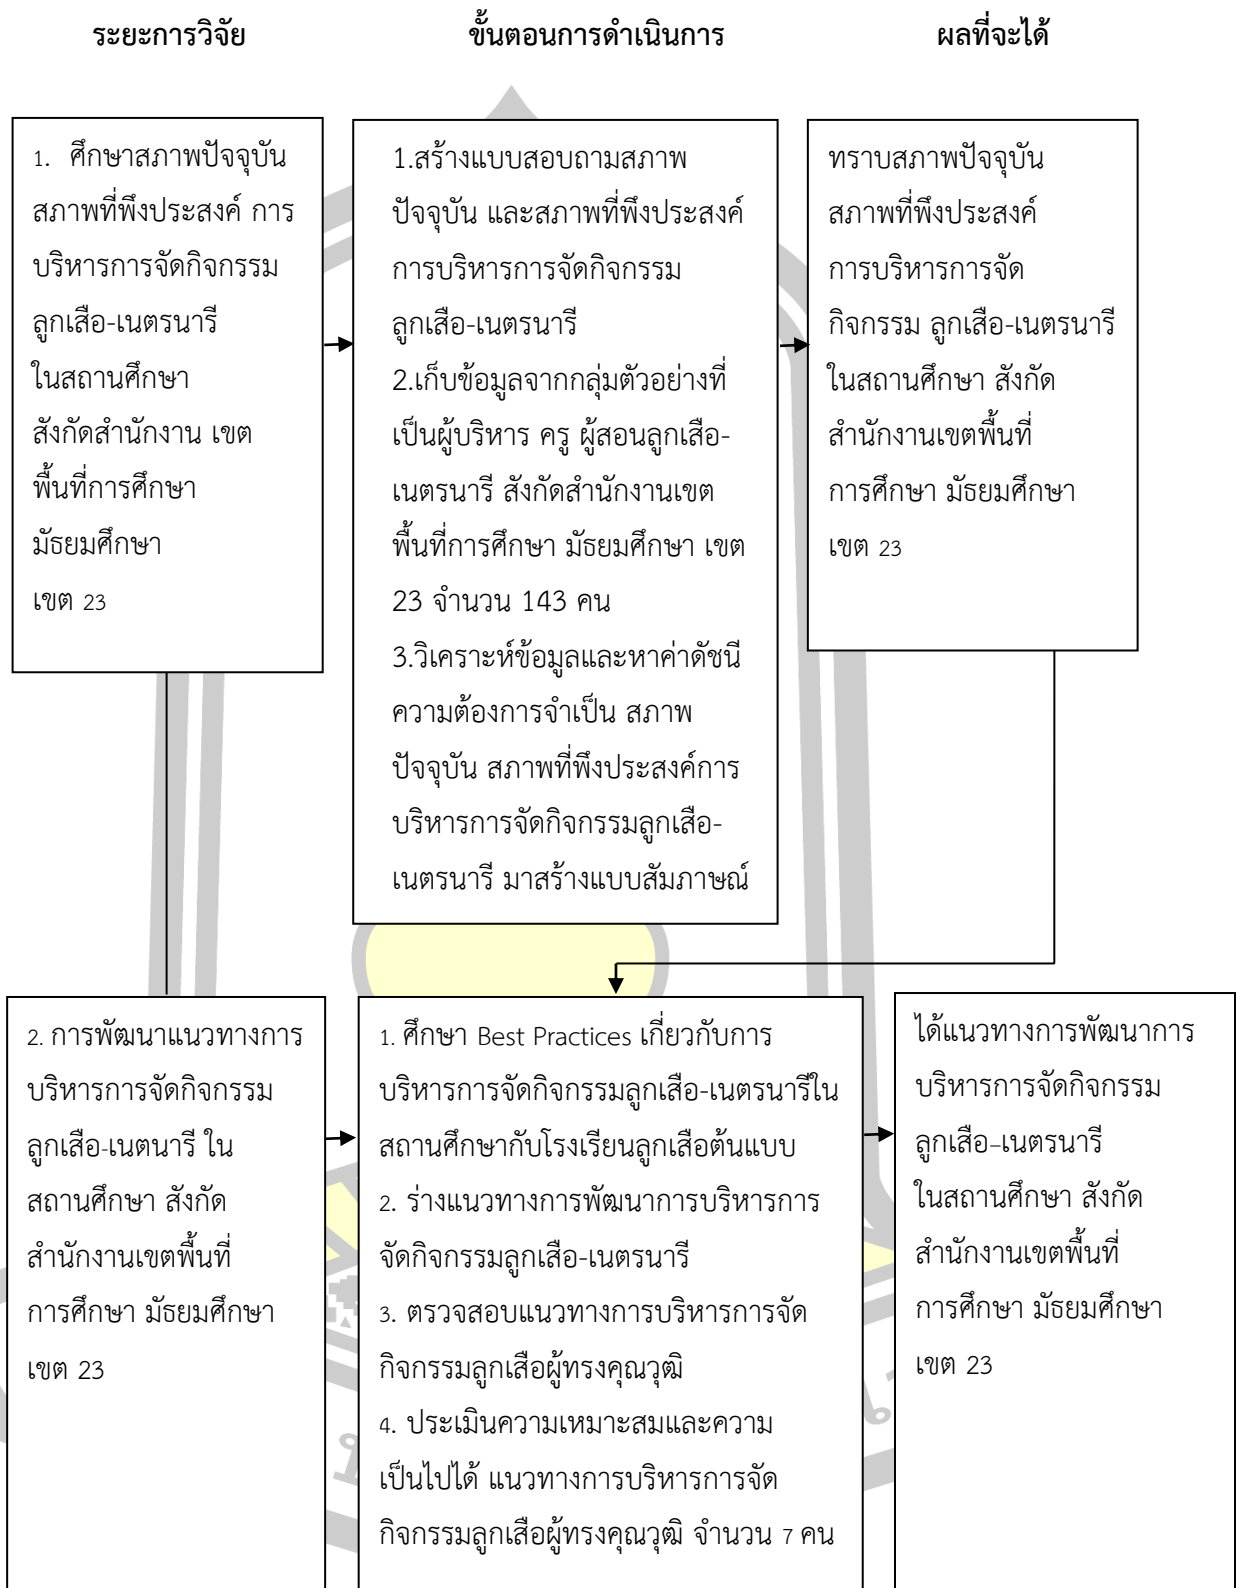 ระยะการวิจัย
ขั้นตอนการดำเนินการ
ผลที่จะได้
1. ศึกษาสภาพปัจจุบัน
สภาพที่พึงประสงค์ การ
บริหารการจัดกิจกรรม
ลูกเสือ-เนตรนารี
ในสถานศึกษา
สังกัดสำนักงาน เขต
พื้นที่การศึกษา
มัธยมศึกษา
เขต 23
1.สร้างแบบสอบถามสภาพ
ปัจจุบัน และสภาพที่พึงประสงค์
การบริหารการจัดกิจกรรม
ลูกเสือ-เนตรนารี
2.เก็บข้อมูลจากกลุ่มตัวอย่างที่
เป็นผู้บริหาร ครู ผู้สอนลูกเสือ-
เนตรนารี สังกัดสำนักงานเขต
พื้นที่การศึกษา มัธยมศึกษา เขต
23 จำนวน 143 คน
3.วิเคราะห์ข้อมูลและหาค่าดัชนี
ความต้องการจำเป็น สภาพ
ปัจจุบัน สภาพที่พึงประสงค์การ
บริหารการจัดกิจกรรมลูกเสือ-
เนตรนารี มาสร้างแบบสัมภาษณ์
ทราบสภาพปัจจุบัน
สภาพที่พึงประสงค์
การบริหารการจัด
กิจกรรม ลูกเสือ-เนตรนารี
ในสถานศึกษา สังกัด
สำนักงานเขตพื้นที่
การศึกษา มัธยมศึกษา
เขต 23
2. การพัฒนาแนวทางการ
บริหารการจัดกิจกรรม
ลูกเสือ-เนตนารี ใน
สถานศึกษา สังกัด
สำนักงานเขตพื้นที่
การศึกษา มัธยมศึกษา
เขต 23
1. ศึกษา Best Practices เกี่ยวกับการ
บริหารการจัดกิจกรรมลูกเสือ-เนตรนารีใน
สถานศึกษากับโรงเรียนลูกเสือต้นแบบ
2. ร่างแนวทางการพัฒนาการบริหารการ
จัดกิจกรรมลูกเสือ-เนตรนารี
3. ตรวจสอบแนวทางการบริหารการจัด
กิจกรรมลูกเสือผู้ทรงคุณวุฒิ
4. ประเมินความเหมาะสมและความ
เป็นไปได้ แนวทางการบริหารการจัด
กิจกรรมลูกเสือผู้ทรงคุณวุฒิ จำนวน 7 คน
ได้แนวทางการพัฒนาการ
บริหารการจัดกิจกรรม
ลูกเสือ–เนตรนารี
ในสถานศึกษา สังกัด
สำนักงานเขตพื้นที่
การศึกษา มัธยมศึกษา
เขต 23